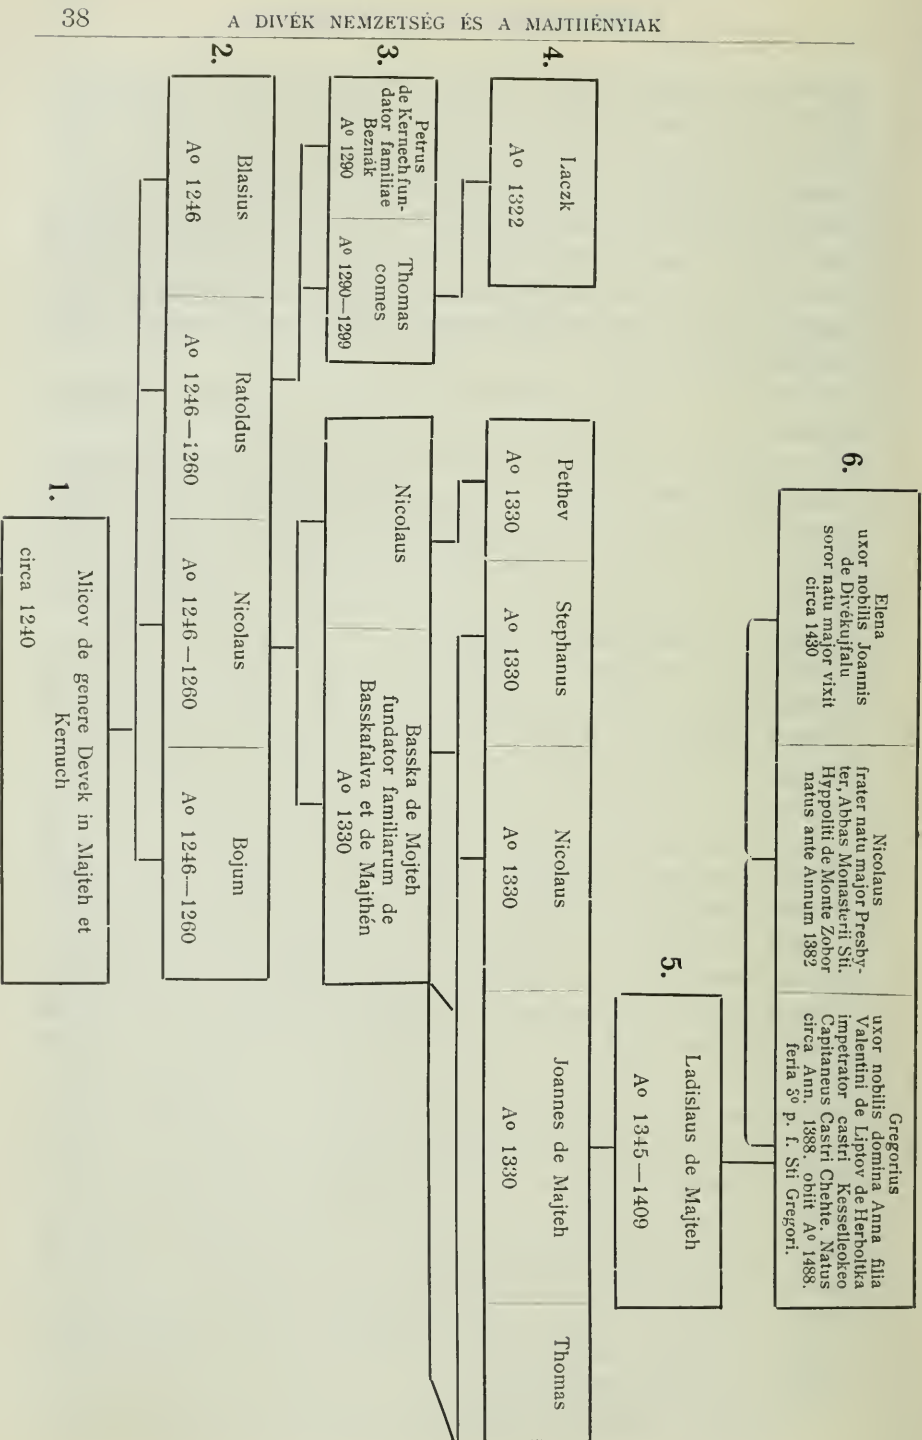 38
A DIVÉK NEMZETSÉG ÉS A MAJTHÉNYIAK
1.
Micov de genere Devek in Majteh et
Kernuch
circa 1240
2.
Blasius
Aº 1246
Ratoldus
Aº 1246—1260
Nicolaus
Aº 1246—1260
Bojum
Aº 1246—1260
3.
Petrus
de Kernech fun-
dator familiae
Beznák
Aº 1290
Thomas
comes
Aº 1290—1299
Nicolaus
Basska de Mojteh
fundator familiarum de
Basskafalva et de Majthén
Aº 1330
4.
Laczk
Aº 1322
Pethev
Aº 1330
Stephanus
Aº 1330
Nicolaus
Aº 1330
Joannes de Majteh
Aº 1330
Thomas
5.
Ladislaus de Majteh
Aº 1345—1409
6.
Elena
uxor nobilis Joannis
de Divékujfalu
soror natu major vixit
circa 1430
Nicolaus
frater natu major Presby-
ter, Abbas Monasterii Sti.
Hyppoliti de Monte Zobor
natus ante Annum 1382
Gregorius
uxor nobilis domina Anna filia
Valentini de Liptov de Herboltka
impetrator castri Kesselleokeo
Capitaneus Castri Chehte. Natus
circa Ann. 1388. obiit Aº 1488.
feria p. f. Sti Gregori.